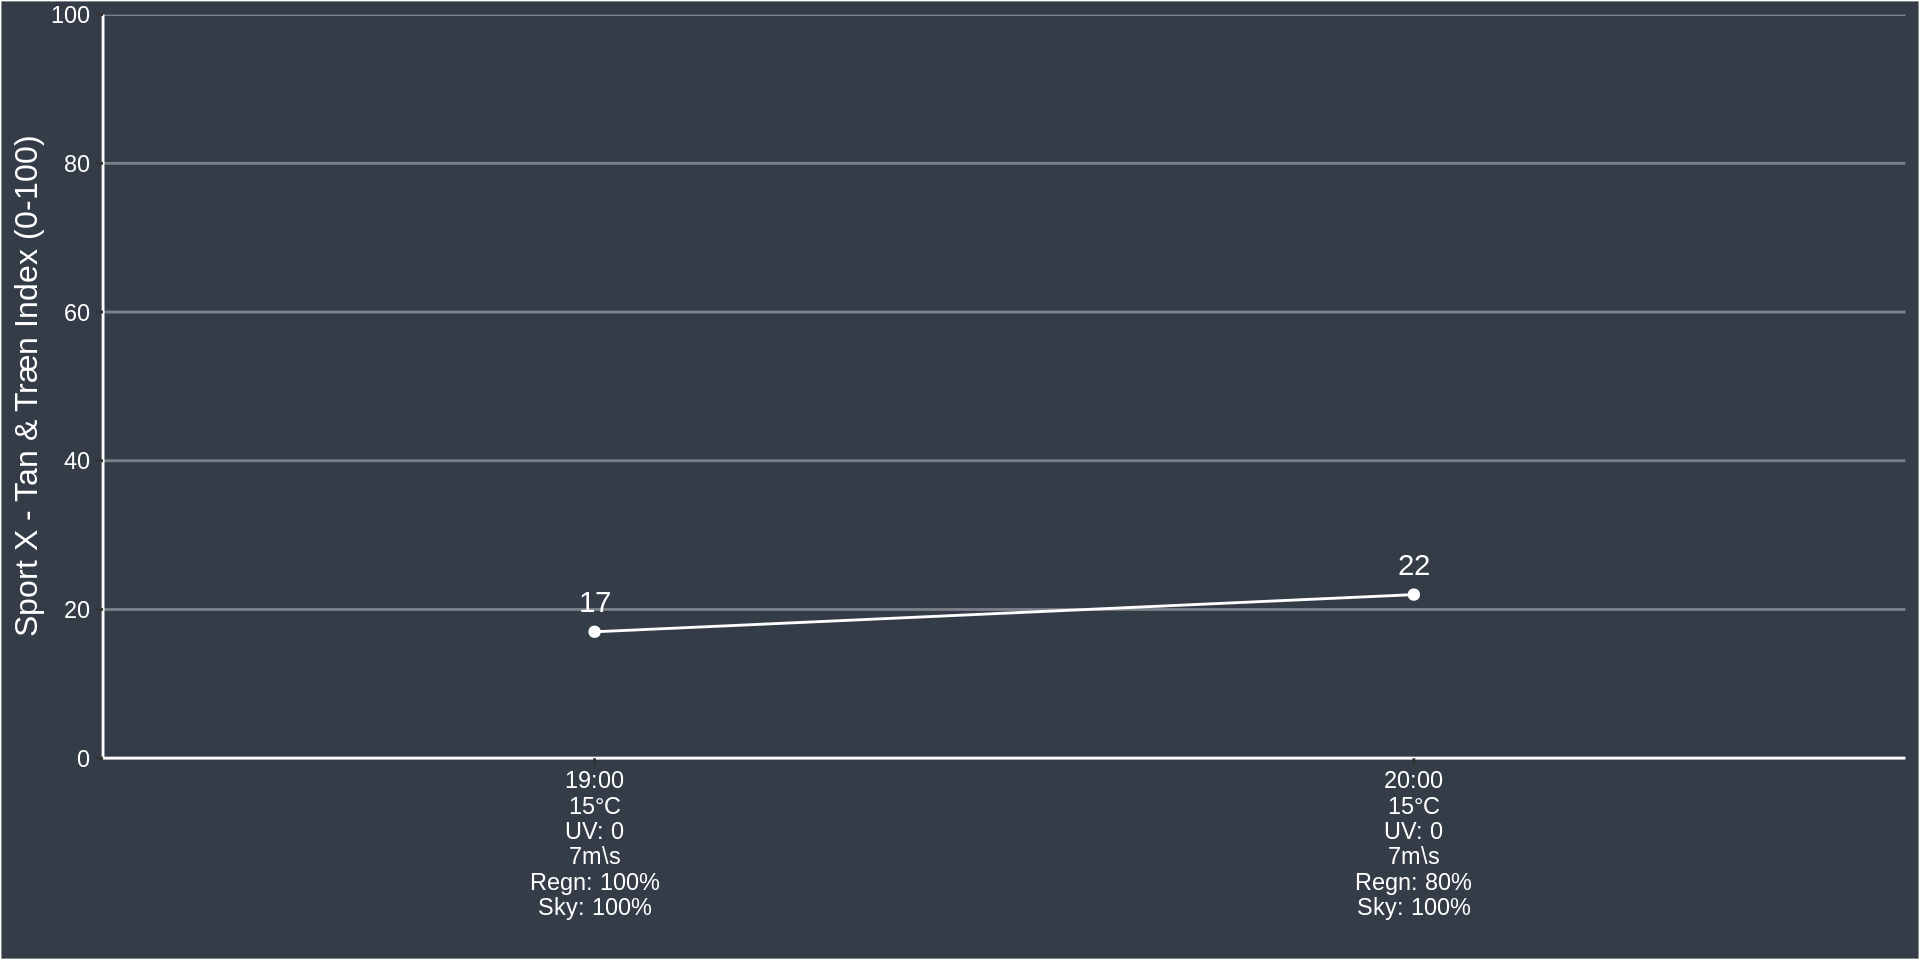 Sport X - Tan & Træn Index (0-100)
100
80
60
40
20
0
17
22
19:00
15°C
UV: 0
7m\s
Regn: 100%
Sky: 100%
20:00
15°C
UV: 0
7m\s
Regn: 80%
Sky: 100%